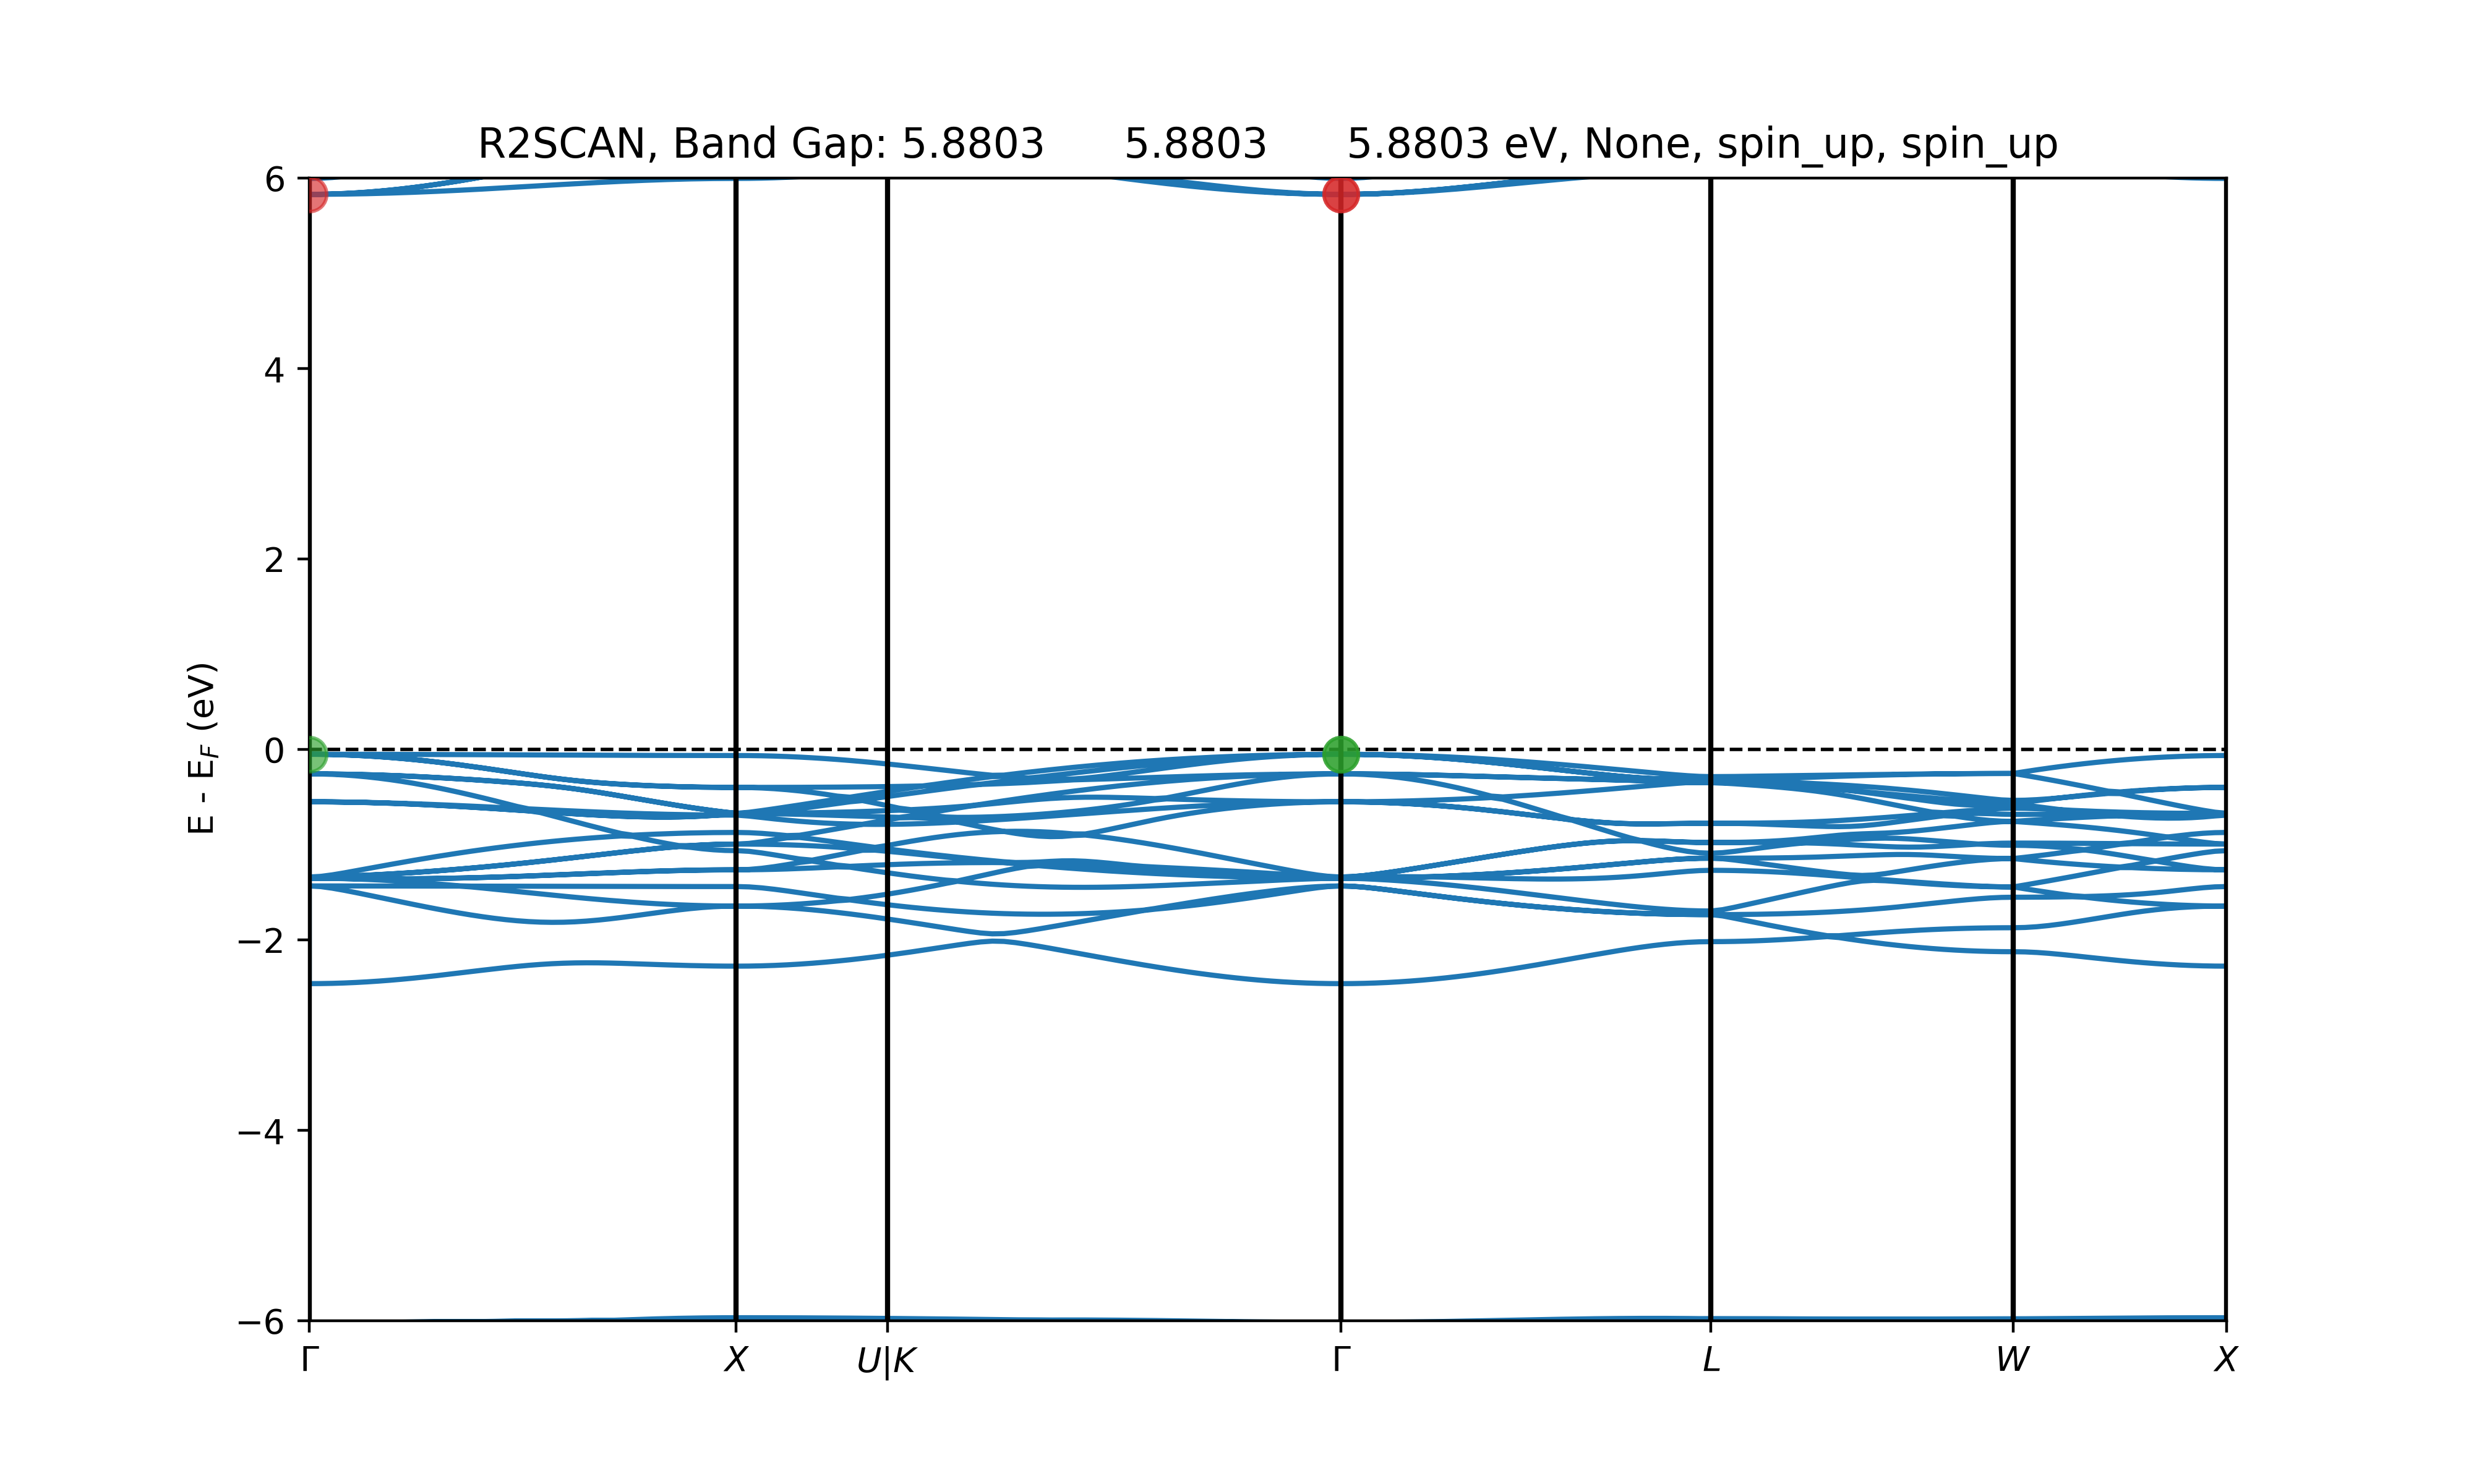 R2SCAN, Band Gap: 5.8803 5.8803 5.8803 eV, None, spin_up, spin_up
6
4
2
0
−2
−4
−6
E - E_F (eV)
Γ X U|K Γ L W X